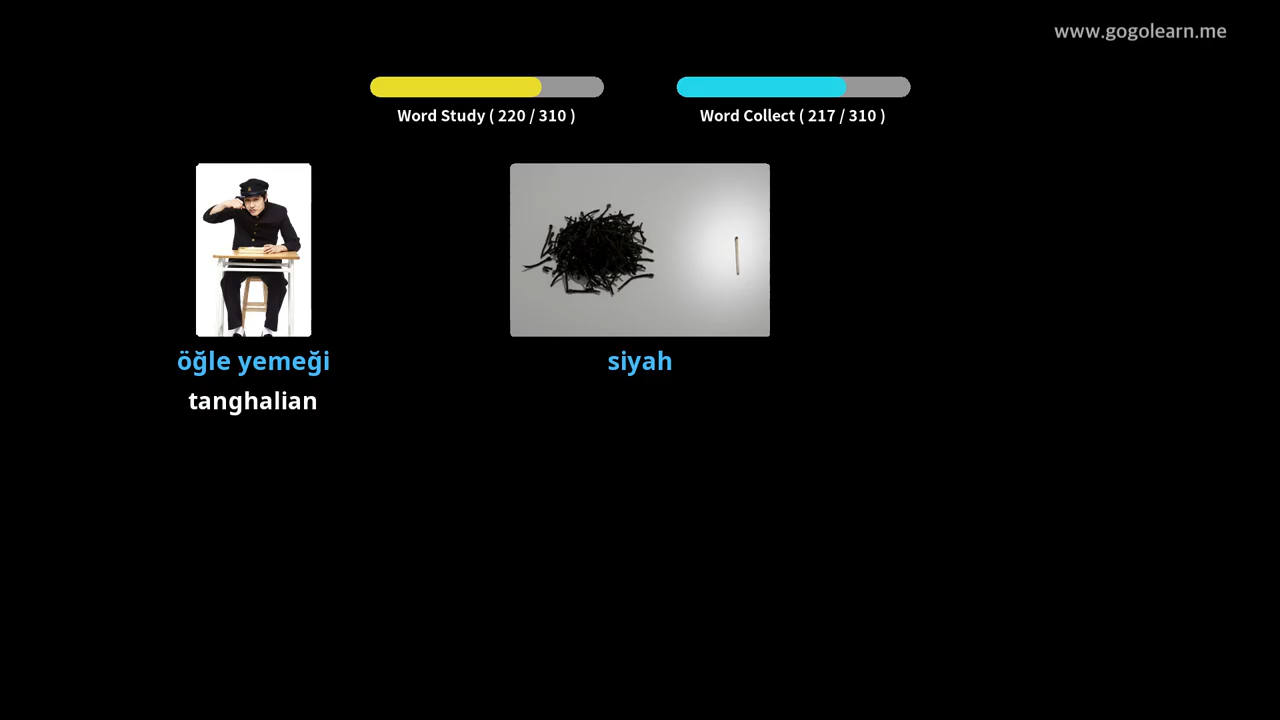 www.gogolearn.me
Word Study ( 220 / 310 )
Word Collect ( 217 / 310 )
öğle yemeği
tanghalian
siyah